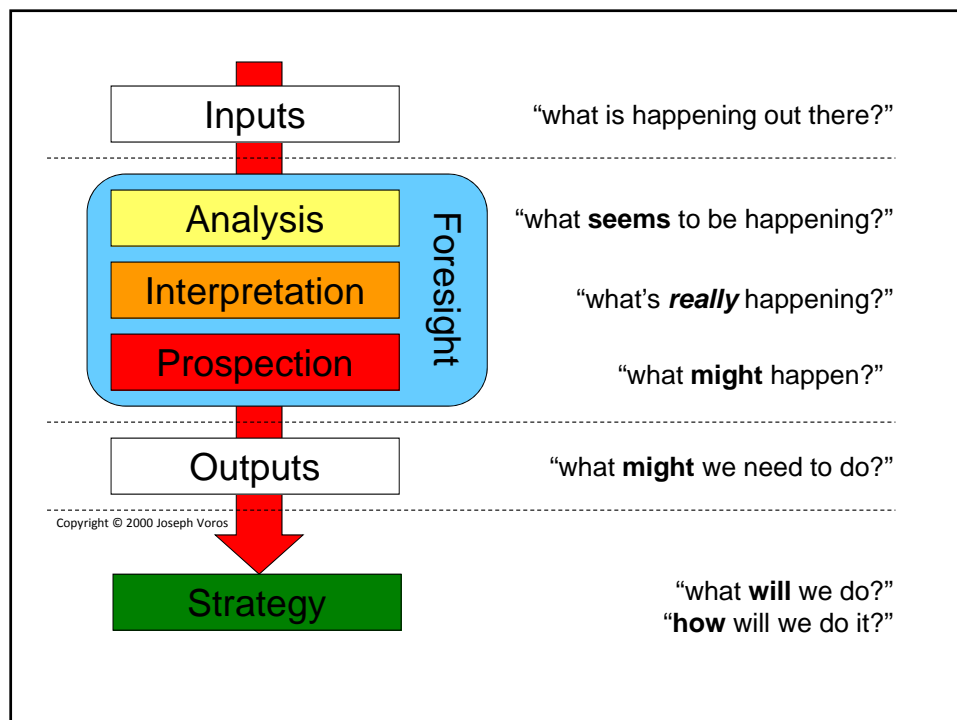 Inputs
“what is happening out there?”
Analysis
“what seems to be happening?”
Interpretation
“what’s really happening?”
Prospection
“what might happen?”
Foresight
Outputs
“what might we need to do?”
Copyright © 2000 Joseph Voros
Strategy
“what will we do?”
“how will we do it?”